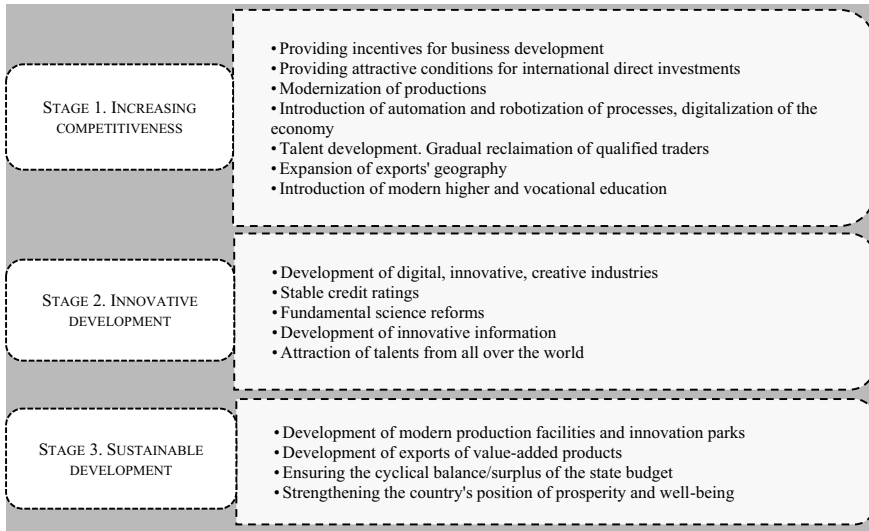 STAGE 1. INCREASING
COMPETITIVENESS
• Providing incentives for business development
• Providing attractive conditions for international direct investments
• Modernization of productions
• Introduction of automation and robotization of processes, digitalization of the
economy
• Talent development. Gradual reclaimation of qualified traders
• Expansion of exports' geography
• Introduction of modern higher and vocational education
STAGE 2. INNOVATIVE
DEVELOPMENT
• Development of digital, innovative, creative industries
• Stable credit ratings
• Fundamental science reforms
• Development of innovative information
• Attraction of talents from all over the world
STAGE 3. SUSTAINABLE
DEVELOPMENT
• Development of modern production facilities and innovation parks
• Development of exports of value-added products
• Ensuring the cyclical balance/surplus of the state budget
• Strengthening the country's position of prosperity and well-being